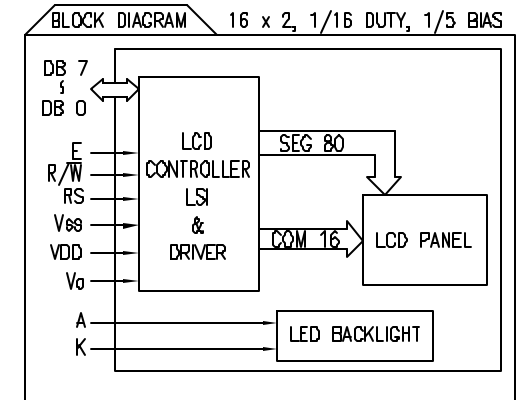 BLOCK DIAGRAM 16 x 2, 1/16 DUTY, 1/5 BIAS
DB 7
DB 0
E
R/W̅
RS
Vss
VDD
Vo
A
K
LCD
CONTROLLER
LSI
&
DRIVER
SEG 80
COM 16
LCD PANEL
LED BACKLIGHT